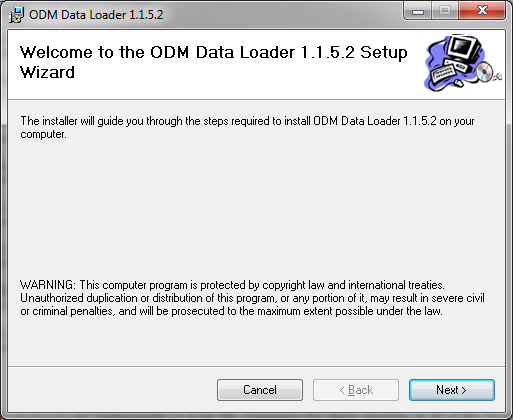 ODM Data Loader 1.1.5.2
Welcome to the ODM Data Loader 1.1.5.2 Setup
Wizard
The installer will guide you through the steps required to install ODM Data Loader 1.1.5.2 on your
computer.
WARNING: This computer program is protected by copyright law and international treaties.
Unauthorized duplication or distribution of this program, or any portion of it, may result in severe civil
or criminal penalties, and will be prosecuted to the maximum extent possible under the law.
Cancel < Back Next >